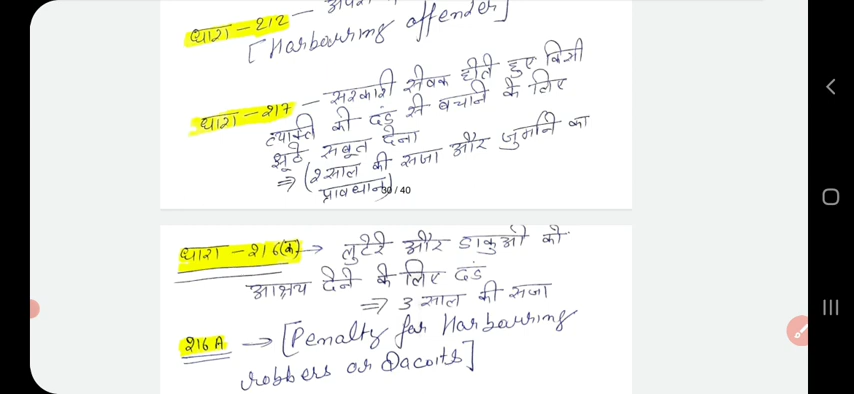 धारा - 212 -
[Harbouring offender]
धारा - 217 - सरकारी सेवक होते हुए किसी
व्यक्ति को दंड से बचाने के लिए
झूठे सबूत देना
⇒ (2 साल की सजा और जुर्माने का
प्रावधान)
30 / 40
धारा - 216(क) → लुटेरे और डाकुओ को
आश्रय देने के लिए दंड
⇒ 3 साल की सजा
216 A → [Penalty for Harbouring
robbers or Dacoits]